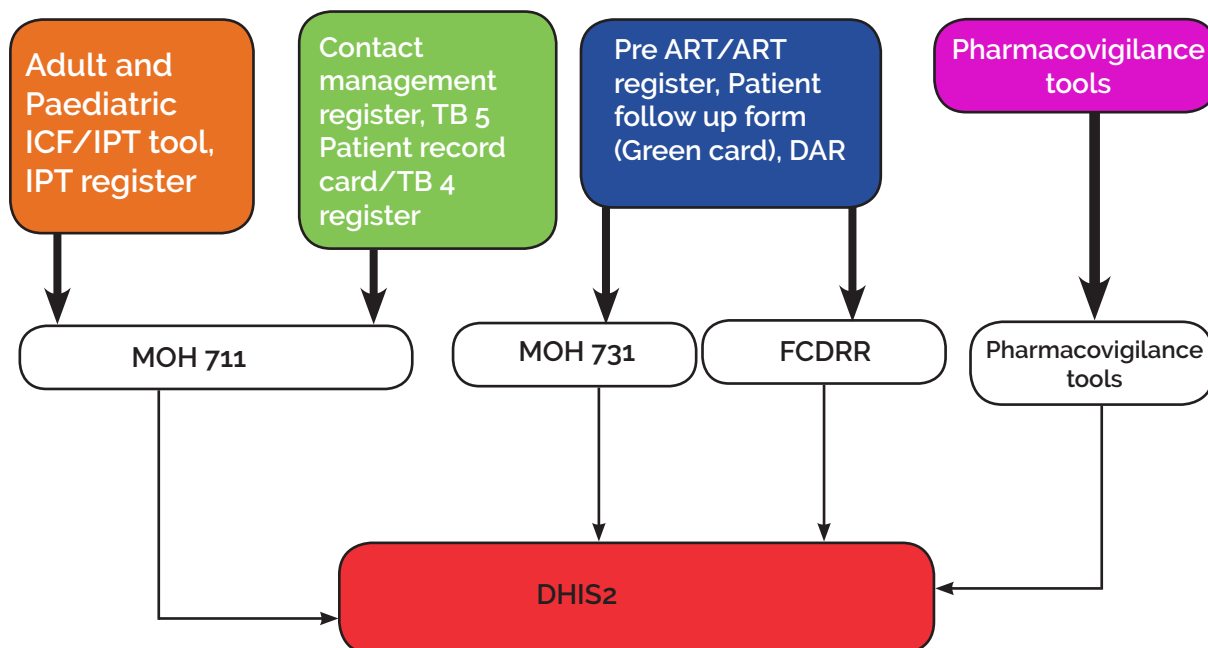 Adult and
Paediatric
ICF/IPT tool,
IPT register
Contact
management
register, TB 5
Patient record
card/TB 4
register
Pre ART/ART
register, Patient
follow up form
(Green card), DAR
Pharmacovigilance
tools
MOH 711
MOH 731
FCDRR
Pharmacovigilance
tools
DHIS2